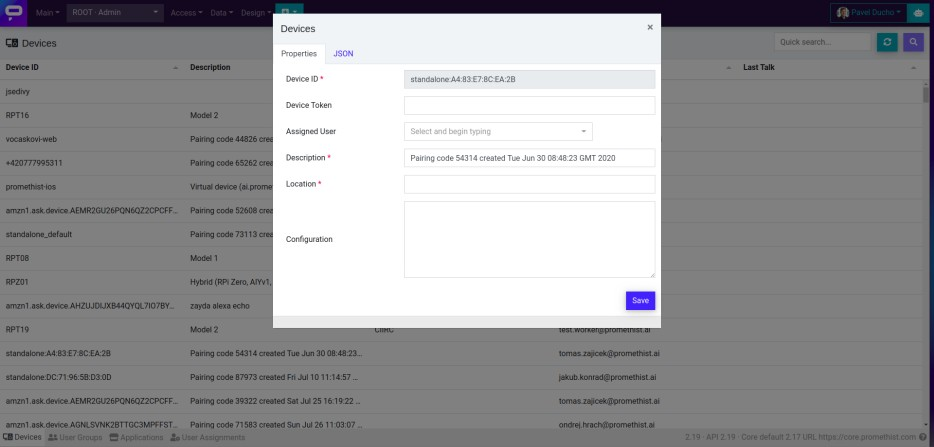 Main ROOT - Admin Access Data Design Pavel Ducho
Devices
Quick search...
Device ID Description Last Talk
jsedivy
RPT16 Model 2
vocaskovi-web Pairing code 44826 crea
+420777995311 Pairing code 65262 crea
promethist-ios Virtual device (ai.prome
amzn1.ask.device.AEMR2GU26PQN6QZ2CPCFF... Pairing code 52608 crea
standalone_default Pairing code 73113 crea
RPT08 Model 1
RPZ01 Hybrid (RPi Zero, AIYv1,
amzn1.ask.device.AHZUJDIJXB44QYQL7IO7BY... zayda alexa echo
RPT19 Model 2 CIIRC test.worker@promethist.ai
standalone:A4:83:E7:8C:EA:2B Pairing code 54314 created Tue Jun 30 08:48:23... tomas.zajicek@promethist.ai
standalone:DC:71:96:5B:D3:0D Pairing code 87973 created Fri Jul 10 11:14:57 ... jakub.konrad@promethist.ai
amzn1.ask.device.AEMR2GU26PQN6QZ2CPCFF... Pairing code 39322 created Sat Jul 25 16:19:22 ... tomas.zajicek@promethist.ai
amzn1.ask.device.AGNLSVNK2BTTGC3MPFFST... Pairing code 71583 created Sun Jul 26 11:03:07 ... ondrej.hrach@promethist.ai
Devices User Groups Applications User Assignments 2.19 · API 2.19 · Core default 2.17 URL https://core.promethist.com
Devices ×
Properties JSON
Device ID * standalone:A4:83:E7:8C:EA:2B
Device Token
Assigned User Select and begin typing
Description * Pairing code 54314 created Tue Jun 30 08:48:23 GMT 2020
Location *
Configuration
Save